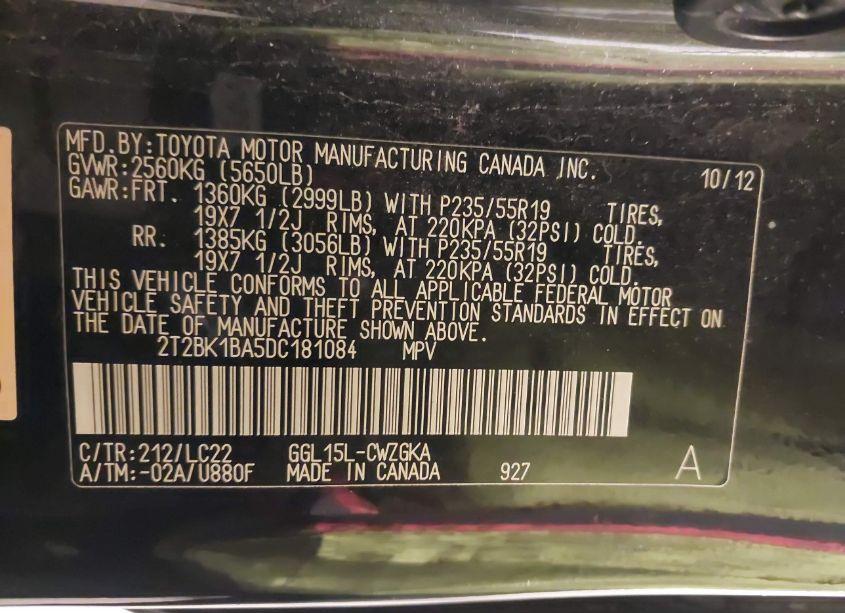 MFD.BY:TOYOTA MOTOR MANUFACTURING CANADA INC.
GVWR:2560KG (5650LB) 10/12
GAWR:FRT. 1360KG (2999LB) WITH P235/55R19 TIRES,
19X7 1/2J RIMS, AT 220KPA (32PSI) COLD.
RR. 1385KG (3056LB) WITH P235/55R19 TIRES,
19X7 1/2J RIMS, AT 220KPA (32PSI) COLD.
THIS VEHICLE CONFORMS TO ALL APPLICABLE FEDERAL MOTOR
VEHICLE SAFETY AND THEFT PREVENTION STANDARDS IN EFFECT ON
THE DATE OF MANUFACTURE SHOWN ABOVE.
2T2BK1BA5DC181084 MPV
C/TR:212/LC22 GGL15L-CWZGKA
A/TM:-02A/U880F MADE IN CANADA 927 A